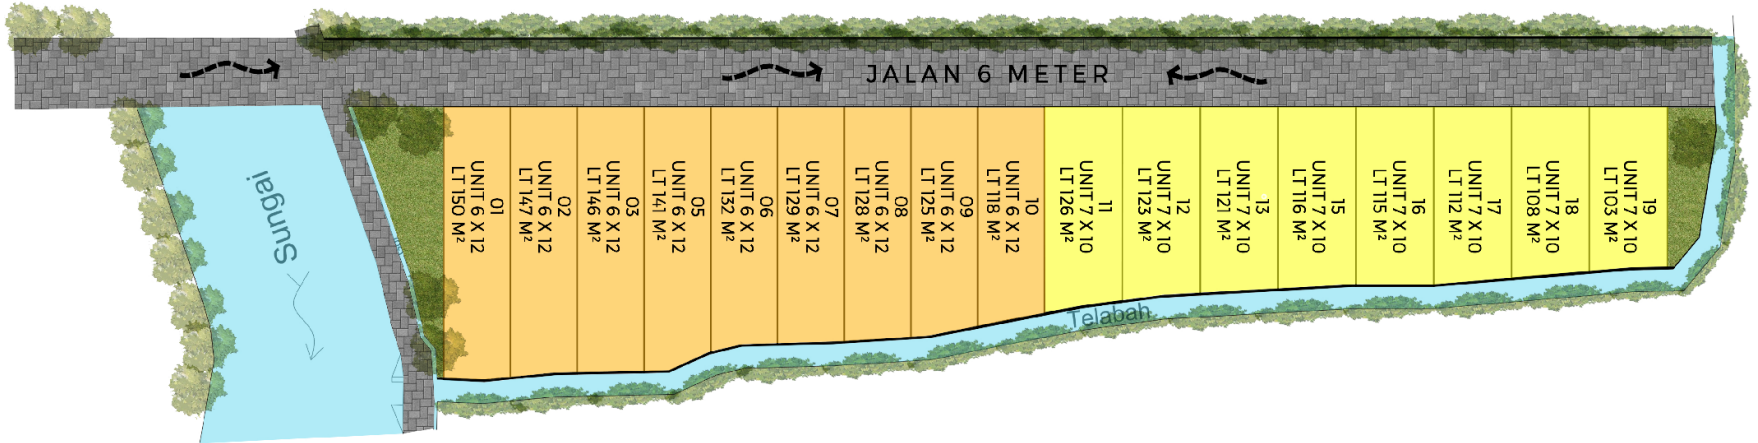 JALAN 6 METER
Sungai
01
UNIT 6 X 12
LT 150 M²
02
UNIT 6 X 12
LT 147 M²
03
UNIT 6 X 12
LT 146 M²
05
UNIT 6 X 12
LT 141 M²
06
UNIT 6 X 12
LT 132 M²
07
UNIT 6 X 12
LT 129 M²
08
UNIT 6 X 12
LT 128 M²
09
UNIT 6 X 12
LT 125 M²
10
UNIT 6 X 12
LT 118 M²
11
UNIT 7 X 10
LT 126 M²
12
UNIT 7 X 10
LT 123 M²
13
UNIT 7 X 10
LT 121 M²
15
UNIT 7 X 10
LT 116 M²
16
UNIT 7 X 10
LT 115 M²
17
UNIT 7 X 10
LT 112 M²
18
UNIT 7 X 10
LT 108 M²
19
UNIT 7 X 10
LT 103 M²
Telabah